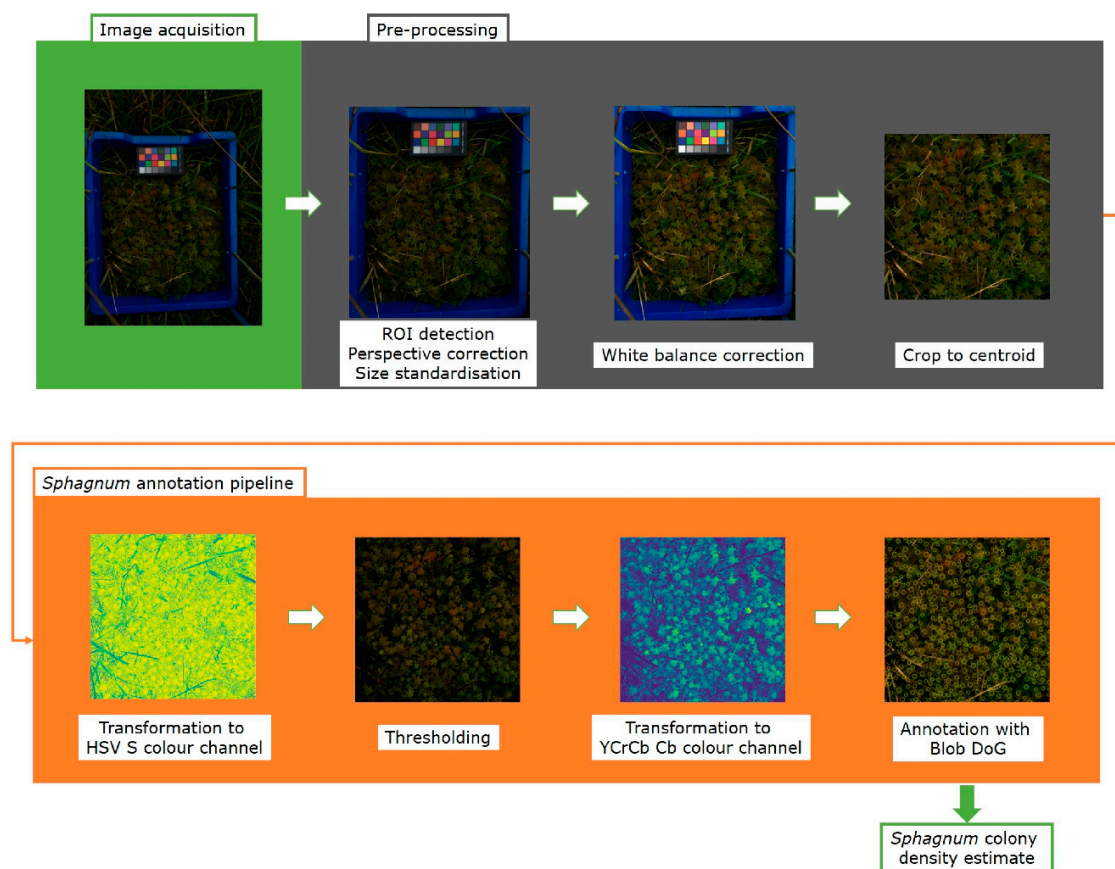 Image acquisition
Pre-processing
ROI detection
Perspective correction
Size standardisation
White balance correction
Crop to centroid
Sphagnum annotation pipeline
Transformation to
HSV S colour channel
Thresholding
Transformation to
YCrCb Cb colour channel
Annotation with
Blob DoG
Sphagnum colony
density estimate